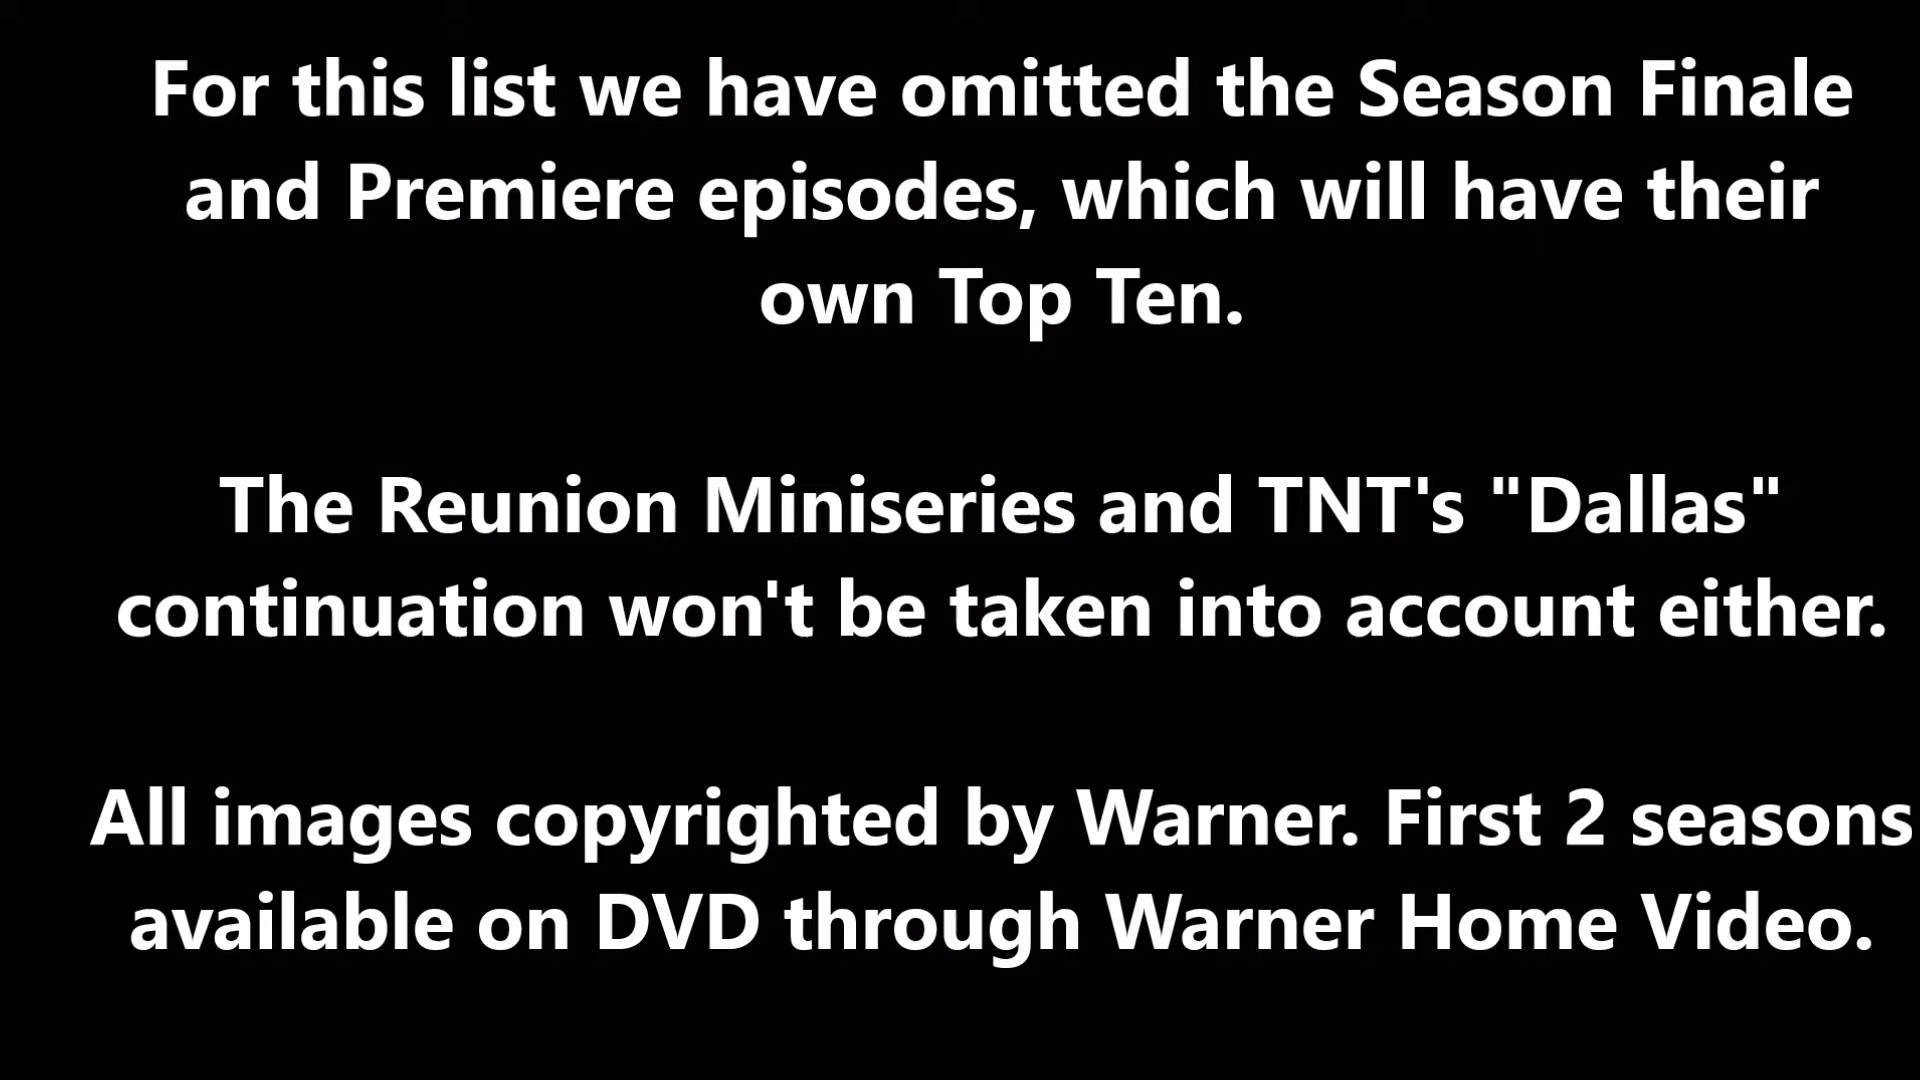 For this list we have omitted the Season Finale
and Premiere episodes, which will have their
own Top Ten.
The Reunion Miniseries and TNT's "Dallas"
continuation won't be taken into account either.
All images copyrighted by Warner. First 2 seasons
available on DVD through Warner Home Video.